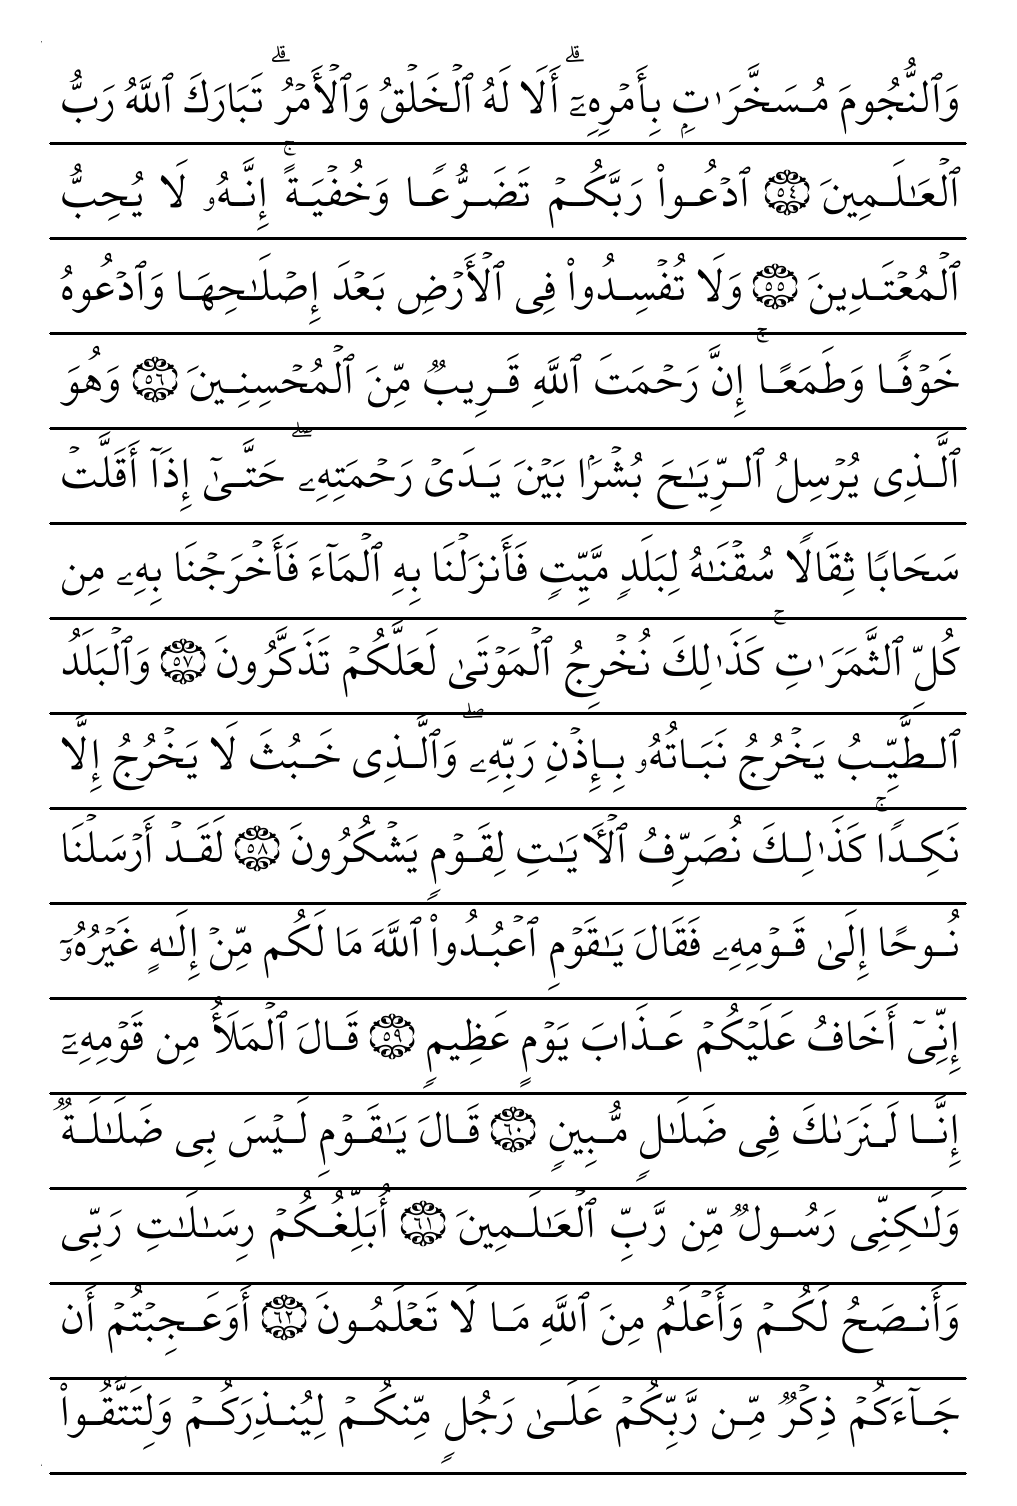 وَٱلنُّجُومَ مُسَخَّرَٰتِۭ بِأَمْرِهِۦٓ ۗ أَلَا لَهُ ٱلْخَلْقُ وَٱلْأَمْرُ ۗ تَبَارَكَ ٱللَّهُ رَبُّ
ٱلْعَـٰلَمِينَ ٥٤ ٱدْعُوا۟ رَبَّكُمْ تَضَرُّعًا وَخُفْيَةً ۚ إِنَّهُۥ لَا يُحِبُّ
ٱلْمُعْتَدِينَ ٥٥ وَلَا تُفْسِدُوا۟ فِى ٱلْأَرْضِ بَعْدَ إِصْلَـٰحِهَا وَٱدْعُوهُ
خَوْفًا وَطَمَعًا ۚ إِنَّ رَحْمَتَ ٱللَّهِ قَرِيبٌ مِّنَ ٱلْمُحْسِنِينَ ٥٦ وَهُوَ
ٱلَّذِى يُرْسِلُ ٱلرِّيَـٰحَ بُشْرًۢا بَيْنَ يَدَىْ رَحْمَتِهِۦ ۖ حَتَّىٰٓ إِذَآ أَقَلَّتْ
سَحَابًا ثِقَالًا سُقْنَـٰهُ لِبَلَدٍ مَّيِّتٍ فَأَنزَلْنَا بِهِ ٱلْمَآءَ فَأَخْرَجْنَا بِهِۦ مِن
كُلِّ ٱلثَّمَرَٰتِ ۚ كَذَٰلِكَ نُخْرِجُ ٱلْمَوْتَىٰ لَعَلَّكُمْ تَذَكَّرُونَ ٥٧ وَٱلْبَلَدُ
ٱلطَّيِّبُ يَخْرُجُ نَبَاتُهُۥ بِإِذْنِ رَبِّهِۦ ۖ وَٱلَّذِى خَبُثَ لَا يَخْرُجُ إِلَّا
نَكِدًا ۚ كَذَٰلِكَ نُصَرِّفُ ٱلْـَٔايَـٰتِ لِقَوْمٍ يَشْكُرُونَ ٥٨ لَقَدْ أَرْسَلْنَا
نُوحًا إِلَىٰ قَوْمِهِۦ فَقَالَ يَـٰقَوْمِ ٱعْبُدُوا۟ ٱللَّهَ مَا لَكُم مِّنْ إِلَـٰهٍ غَيْرُهُۥٓ
إِنِّىٓ أَخَافُ عَلَيْكُمْ عَذَابَ يَوْمٍ عَظِيمٍ ٥٩ قَالَ ٱلْمَلَأُ مِن قَوْمِهِۦٓ
إِنَّا لَنَرَىٰكَ فِى ضَلَـٰلٍ مُّبِينٍ ٦٠ قَالَ يَـٰقَوْمِ لَيْسَ بِى ضَلَـٰلَةٌ
وَلَـٰكِنِّى رَسُولٌ مِّن رَّبِّ ٱلْعَـٰلَمِينَ ٦١ أُبَلِّغُكُمْ رِسَـٰلَـٰتِ رَبِّى
وَأَنصَحُ لَكُمْ وَأَعْلَمُ مِنَ ٱللَّهِ مَا لَا تَعْلَمُونَ ٦٢ أَوَعَجِبْتُمْ أَن
جَآءَكُمْ ذِكْرٌ مِّن رَّبِّكُمْ عَلَىٰ رَجُلٍ مِّنكُمْ لِيُنذِرَكُمْ وَلِتَتَّقُوا۟